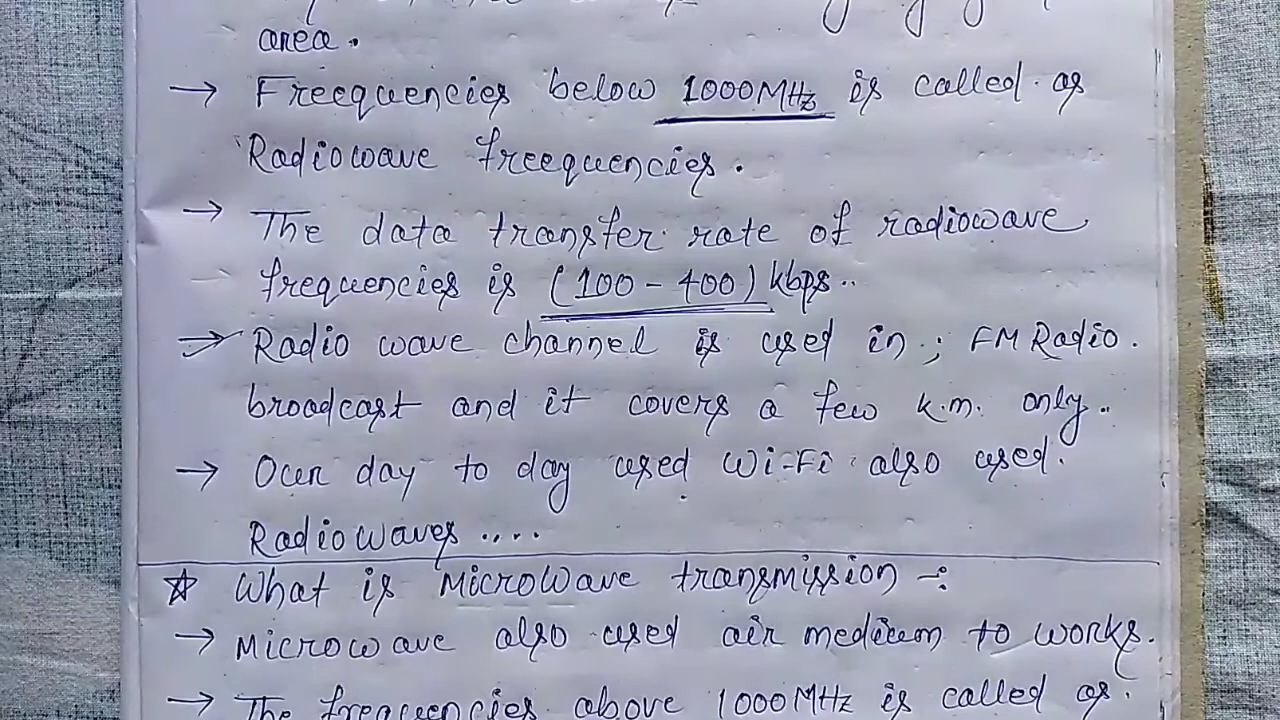 area.
→ Freequencies below 1000MHz is called as
Radiowave freequencies.
→ The data transfer rate of radiowave
frequencies is (100 - 400) kbps..
→ Radio wave channel is used in; FM Radio.
broadcast and it covers a few k.m. only..
→ Our day to day used Wi-Fi also used.
Radiowaves ....
☆ What is Microwave transmission -:
→ Microwave also used air medium to works.
→ The frequencies above 1000MHz is called as.